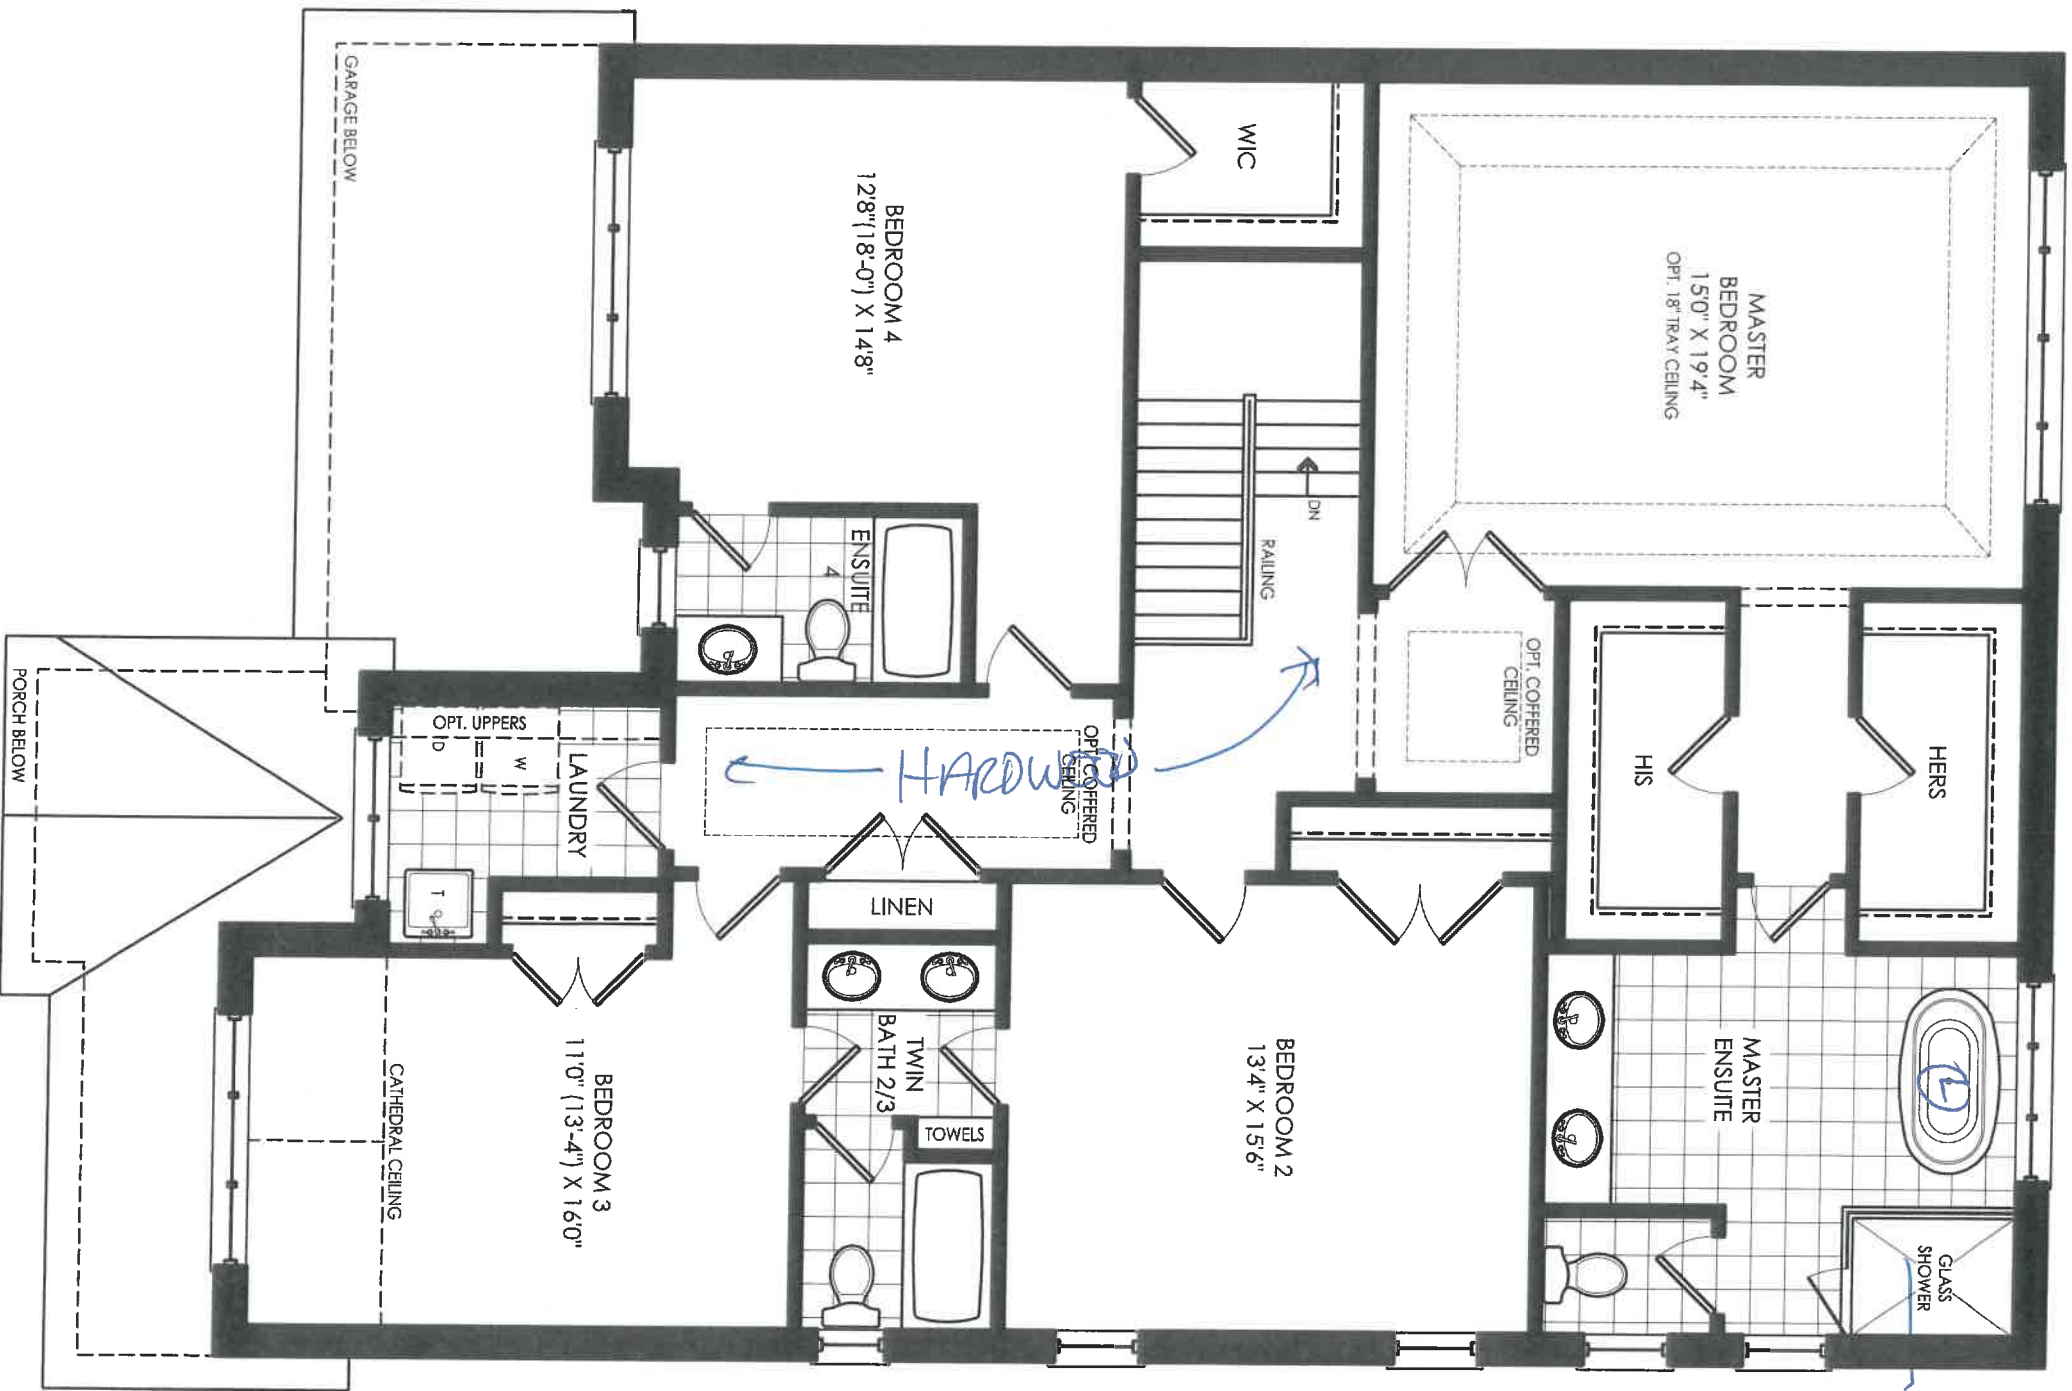 GARAGE BELOW
BEDROOM 4
12'8"(18'-0") X 14'8"
WIC
MASTER
BEDROOM
15'0" X 19'4"
OPT. 18" TRAY CEILING
DN
RAILING
ENSUITE
4
OPT. COFFERED
CEILING
HIS
HERS
PORCH BELOW
OPT. UPPERS
D
W
LAUNDRY
T
OPT. COFFERED
CEILING
HARDWOOD
LINEN
TWIN
BATH 2/3
TOWELS
BEDROOM 2
13'4" X 15'6"
MASTER
ENSUITE
GLASS
SHOWER
CATHEDRAL CEILING
BEDROOM 3
11'0" (13'-4") X 16'0"